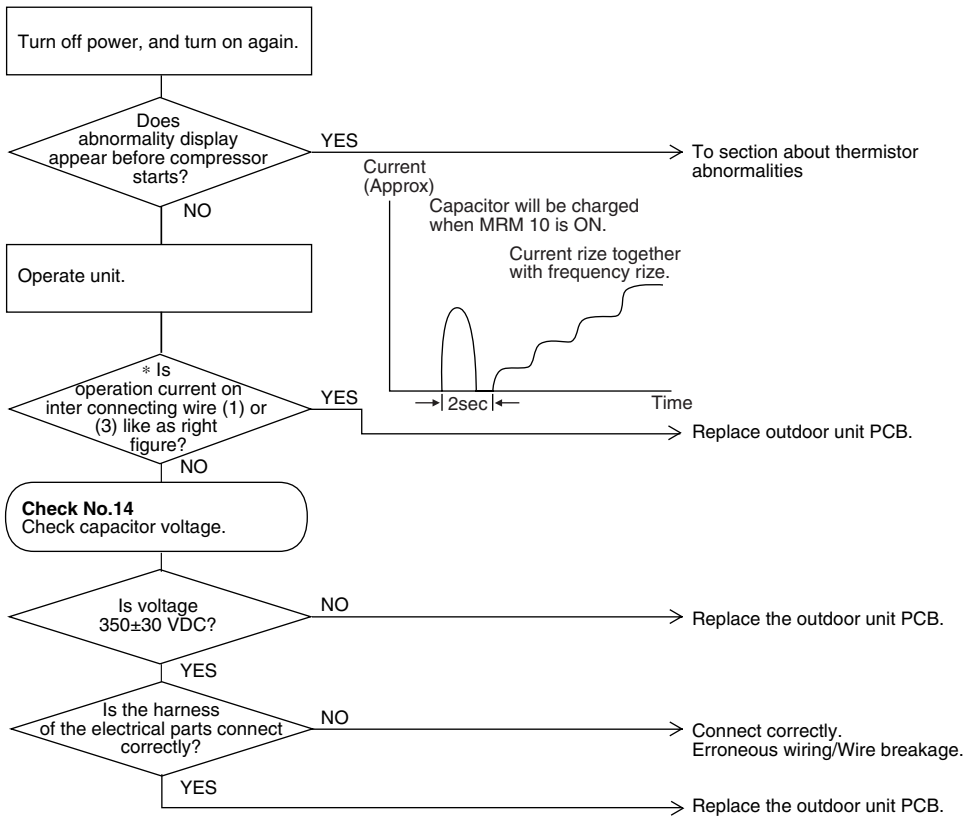 Turn off power, and turn on again.
Does
abnormality display
appear before compressor
starts?
YES
To section about thermistor
abnormalities
NO
Current
(Approx)
Capacitor will be charged
when MRM 10 is ON.
Current rize together
with frequency rize.
2sec
Time
Operate unit.
* Is
operation current on
inter connecting wire (1) or
(3) like as right
figure?
YES
Replace outdoor unit PCB.
NO
Check No.14
Check capacitor voltage.
Is voltage
350±30 VDC?
NO
Replace the outdoor unit PCB.
YES
Is the harness
of the electrical parts connect
correctly?
NO
Connect correctly.
Erroneous wiring/Wire breakage.
YES
Replace the outdoor unit PCB.